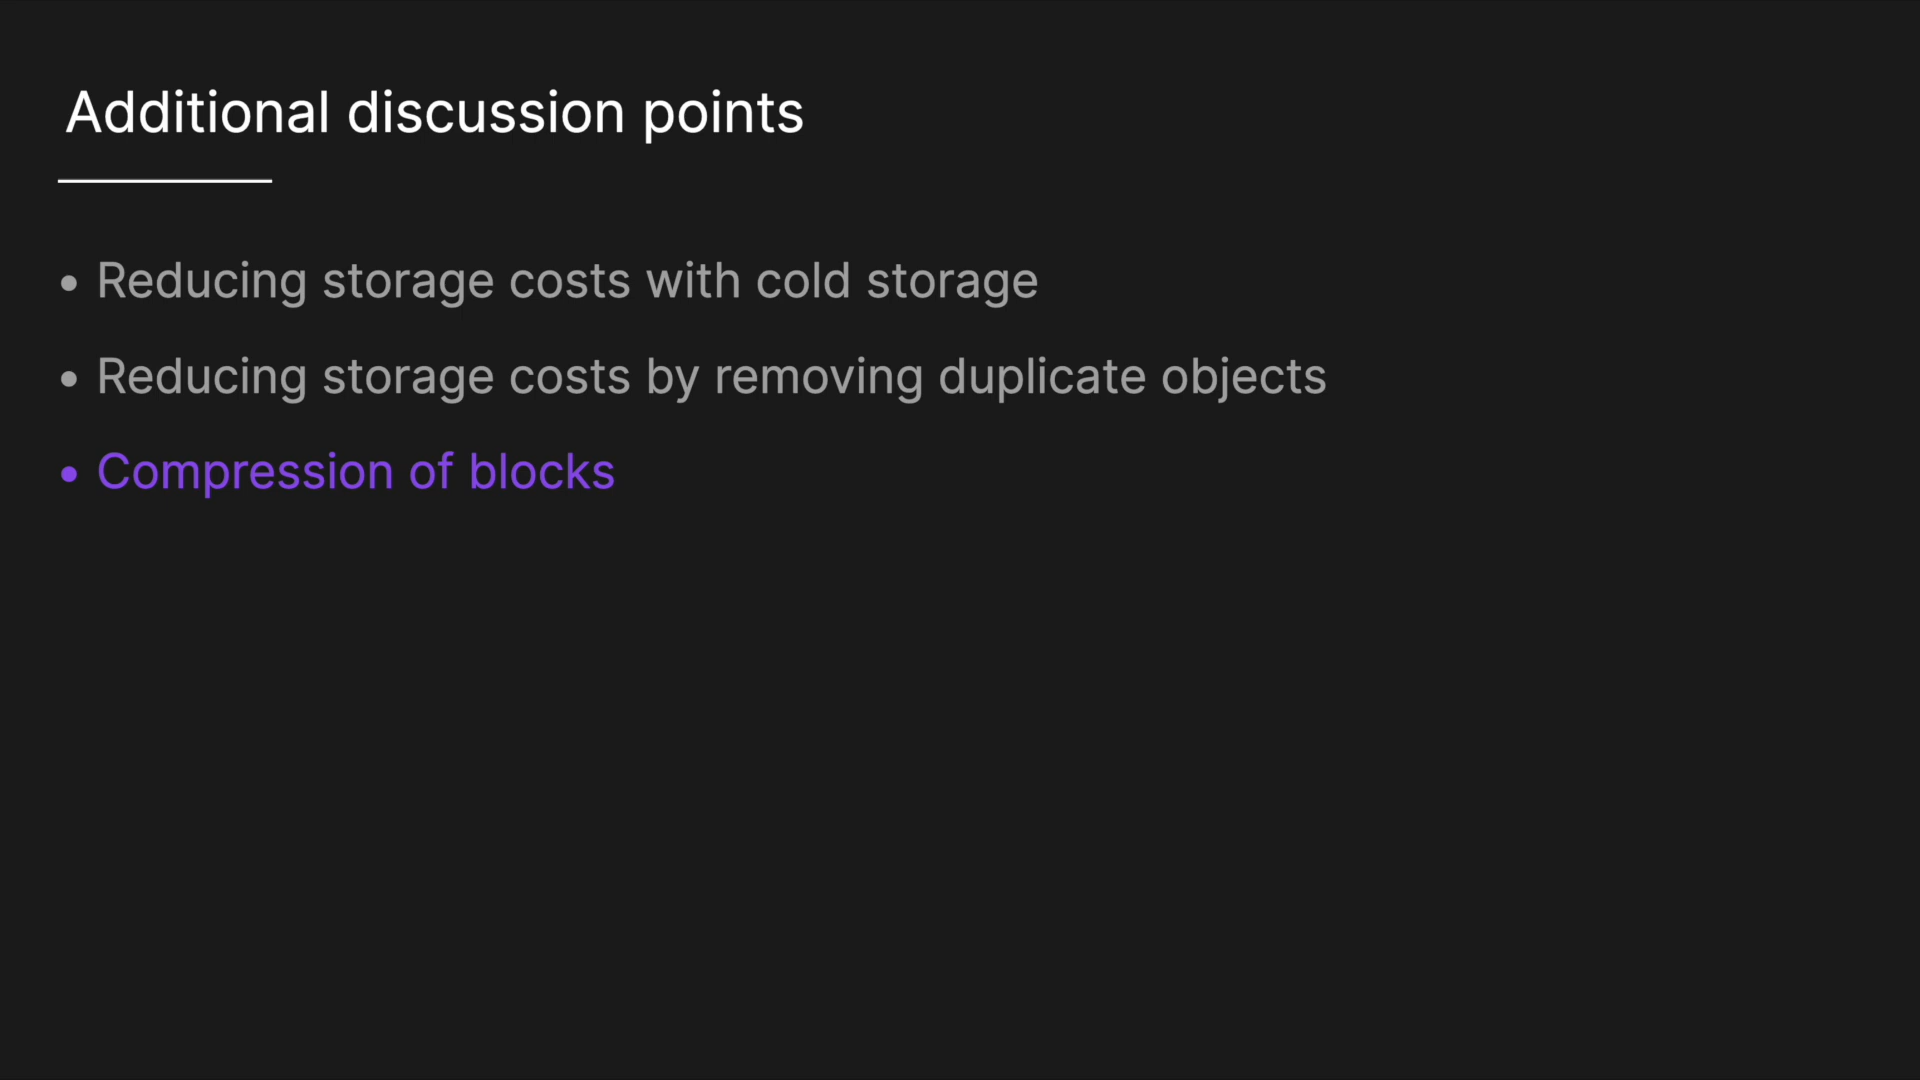 Additional discussion points
• Reducing storage costs with cold storage
• Reducing storage costs by removing duplicate objects
• Compression of blocks